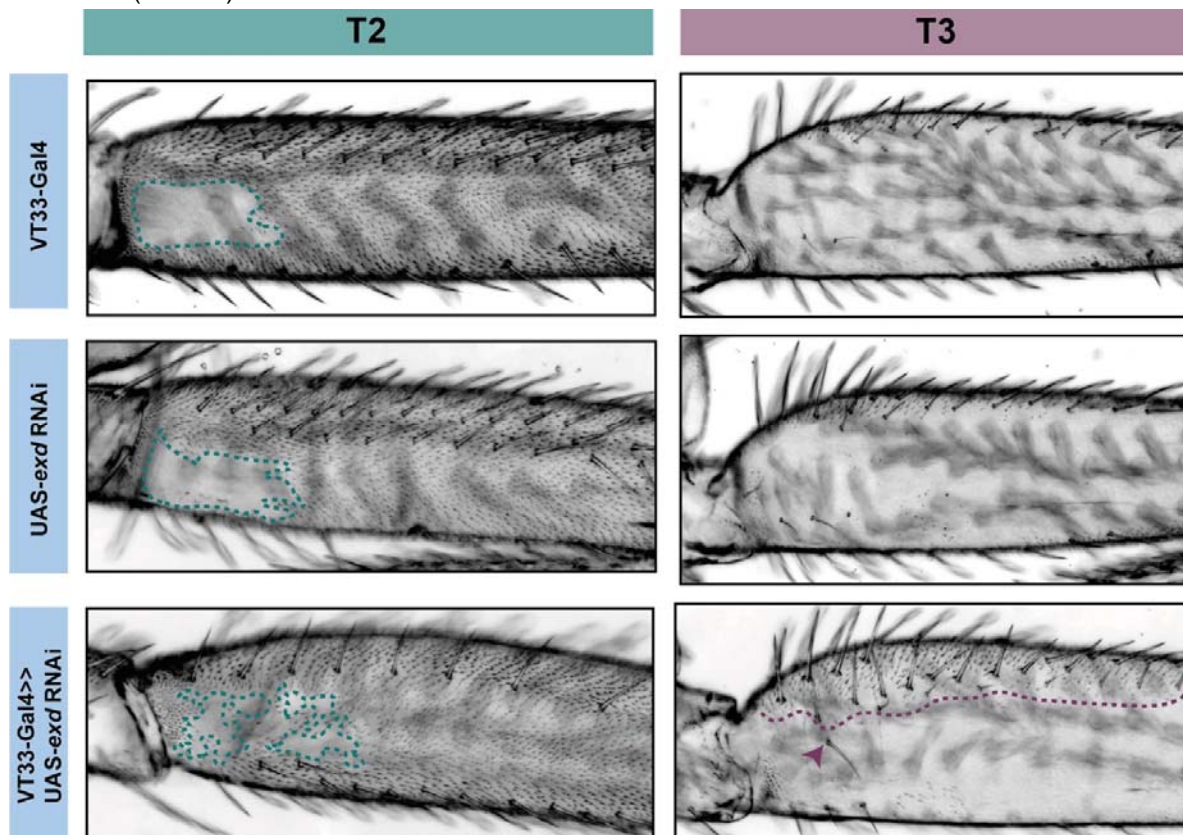 T2
T3
VT33-Gal4
UAS-exd RNAi
VT33-Gal4>>
UAS-exd RNAi